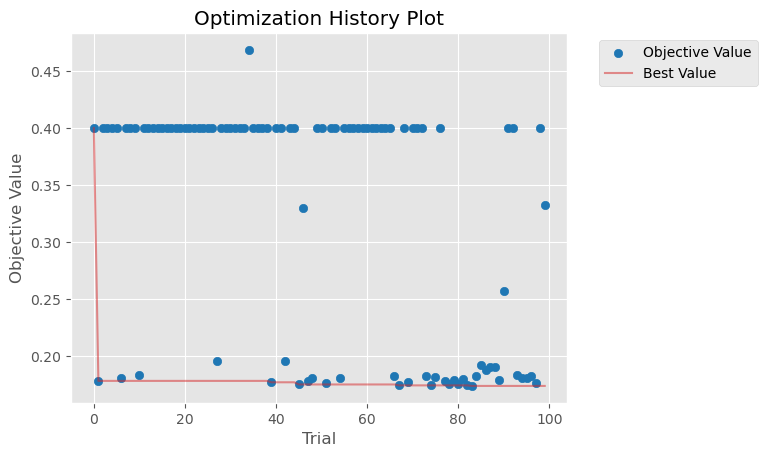 Optimization History Plot
Objective Value
Best Value
Objective Value
0.45
0.40
0.35
0.30
0.25
0.20
0
20
40
60
80
100
Trial